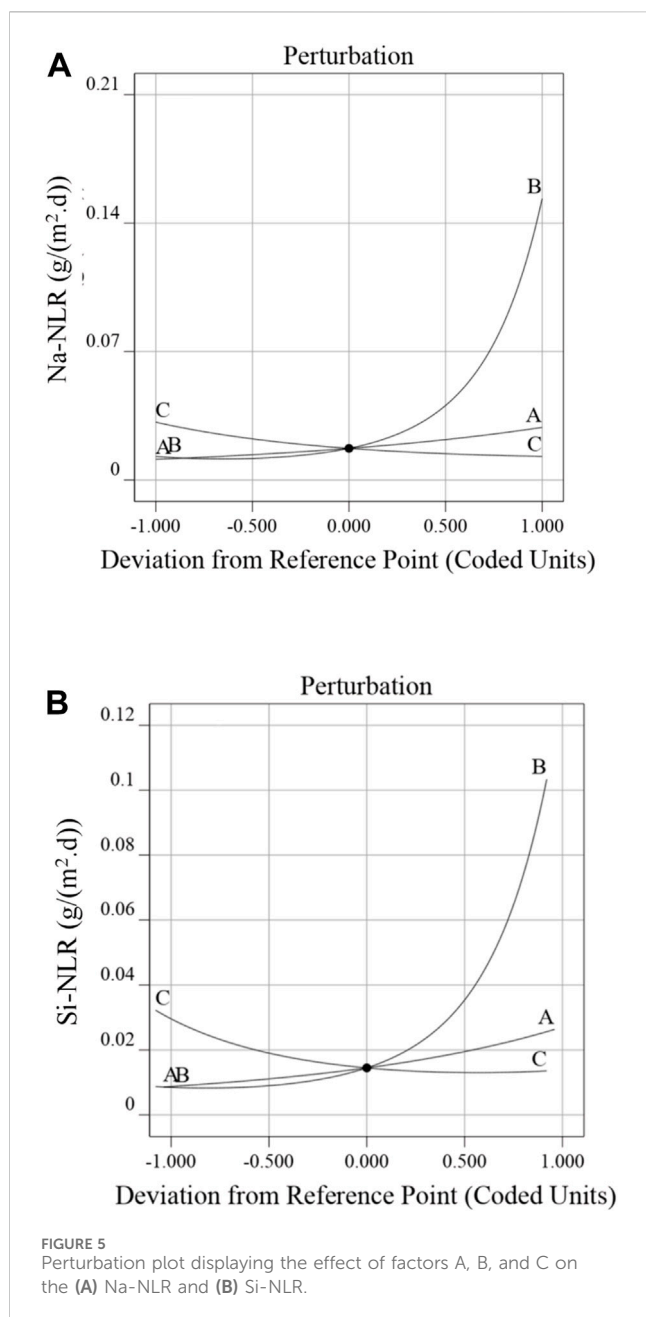 A
Perturbation
0.21
0.14
0.07
0
Na-NLR (g/(m².d))
B
C
A
AB
C
-1.000 -0.500 0.000 0.500 1.000
Deviation from Reference Point (Coded Units)
B
Perturbation
0.12
0.1
0.08
0.06
0.04
0.02
0
Si-NLR (g/(m².d))
B
C
A
AB
C
-1.000 -0.500 0.000 0.500 1.000
Deviation from Reference Point (Coded Units)
FIGURE 5
Perturbation plot displaying the effect of factors A, B, and C on
the (A) Na-NLR and (B) Si-NLR.